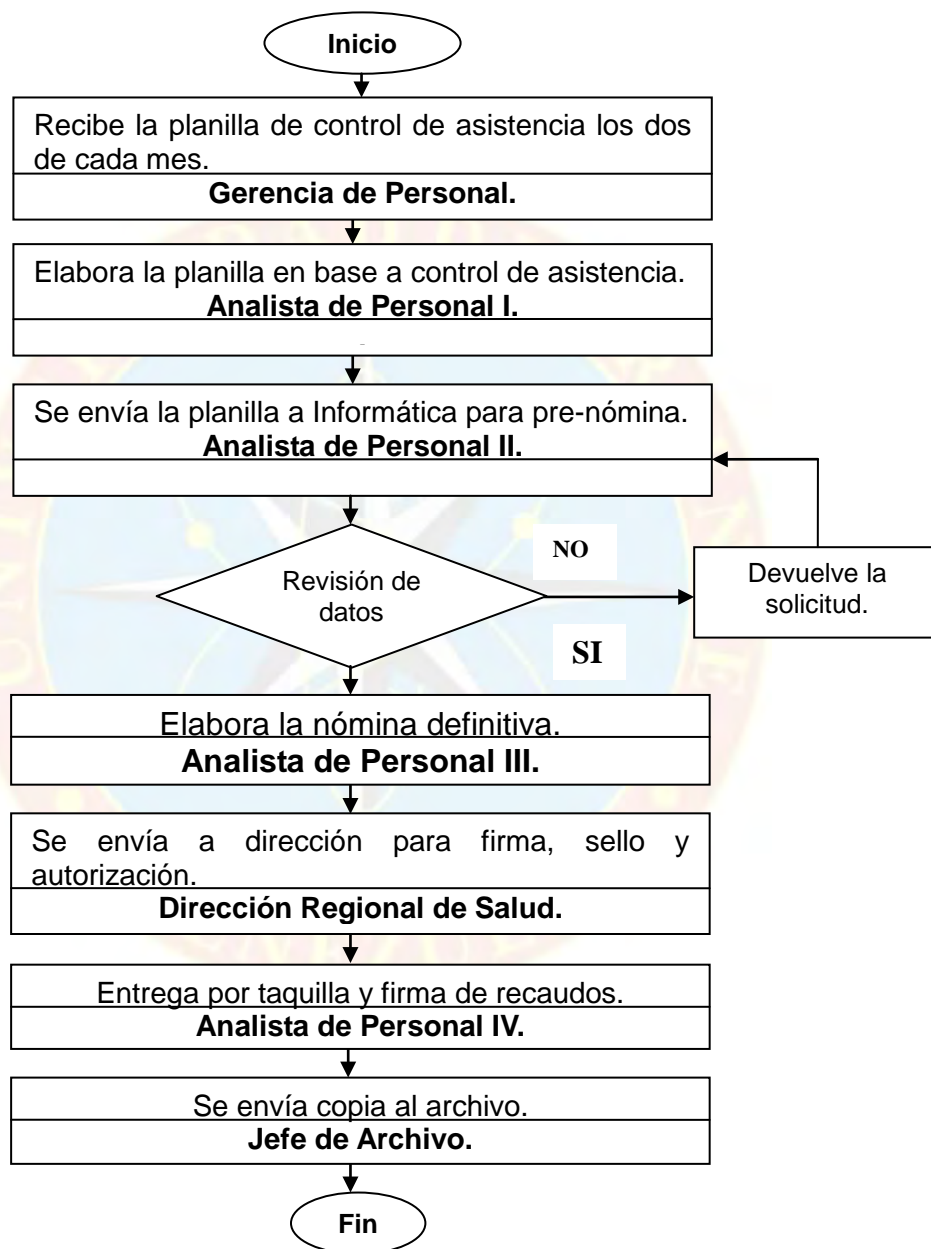 Inicio
Recibe la planilla de control de asistencia los dos
de cada mes.
Gerencia de Personal.
Elabora la planilla en base a control de asistencia.
Analista de Personal I.
Se envía la planilla a Informática para pre-nómina.
Analista de Personal II.
Revisión de
datos
NO
Devuelve la
solicitud.
SI
Elabora la nómina definitiva.
Analista de Personal III.
Se envía a dirección para firma, sello y
autorización.
Dirección Regional de Salud.
Entrega por taquilla y firma de recaudos.
Analista de Personal IV.
Se envía copia al archivo.
Jefe de Archivo.
Fin